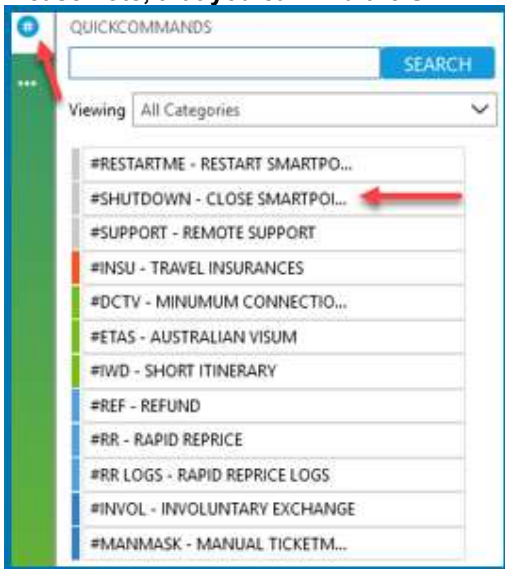 #
QUICKCOMMANDS
SEARCH
...
Viewing All Categories
#RESTARTME - RESTART SMARTPO...
#SHUTDOWN - CLOSE SMARTPOI...
#SUPPORT - REMOTE SUPPORT
#INSU - TRAVEL INSURANCES
#DCTV - MINUMUM CONNECTIO...
#ETAS - AUSTRALIAN VISUM
#IWD - SHORT ITINERARY
#REF - REFUND
#RR - RAPID REPRICE
#RR LOGS - RAPID REPRICE LOGS
#INVOL - INVOLUNTARY EXCHANGE
#MANMASK - MANUAL TICKETM...